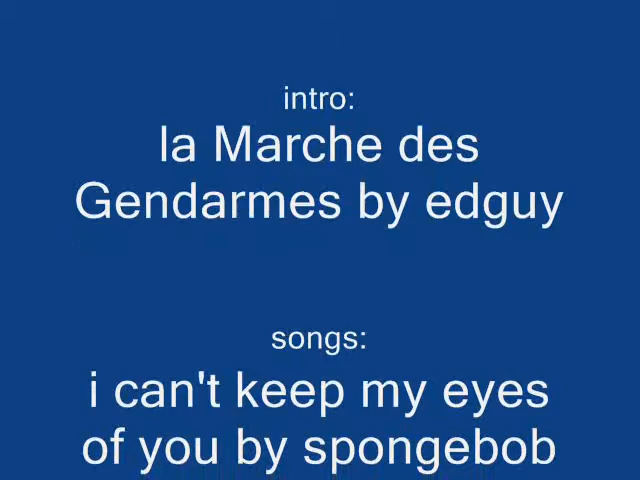 intro:
la Marche des
Gendarmes by edguy
songs:
i can't keep my eyes
of you by spongebob